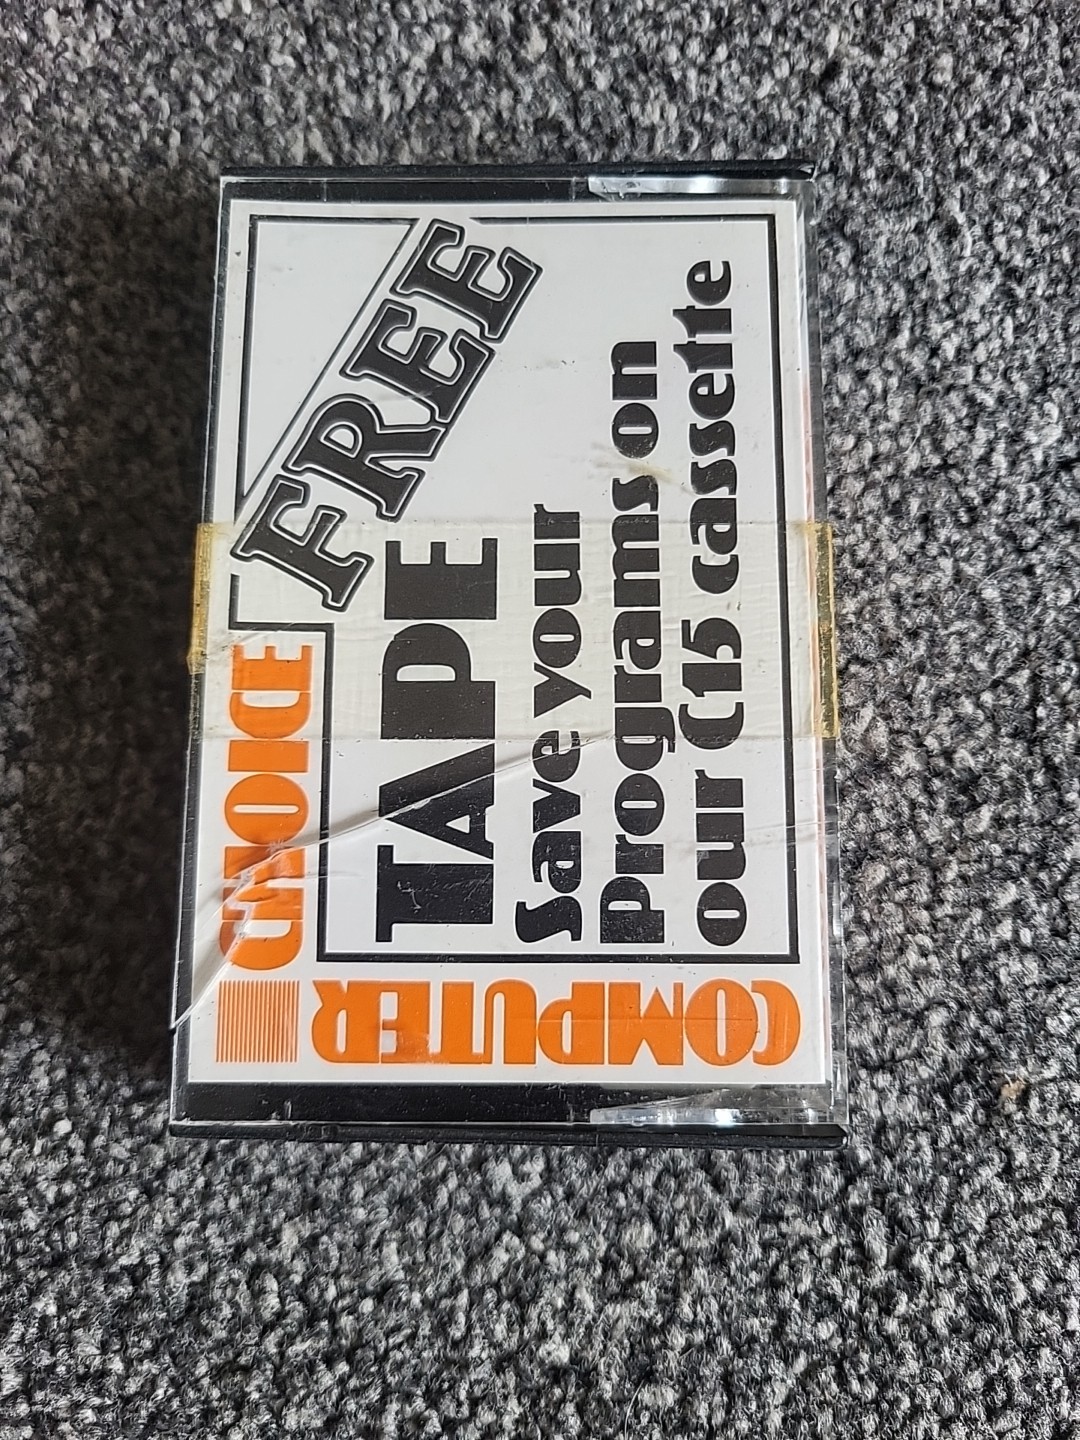 COMPUTER
CHOICE
FREE
TAPE
Save your
programs on
our C15 cassette